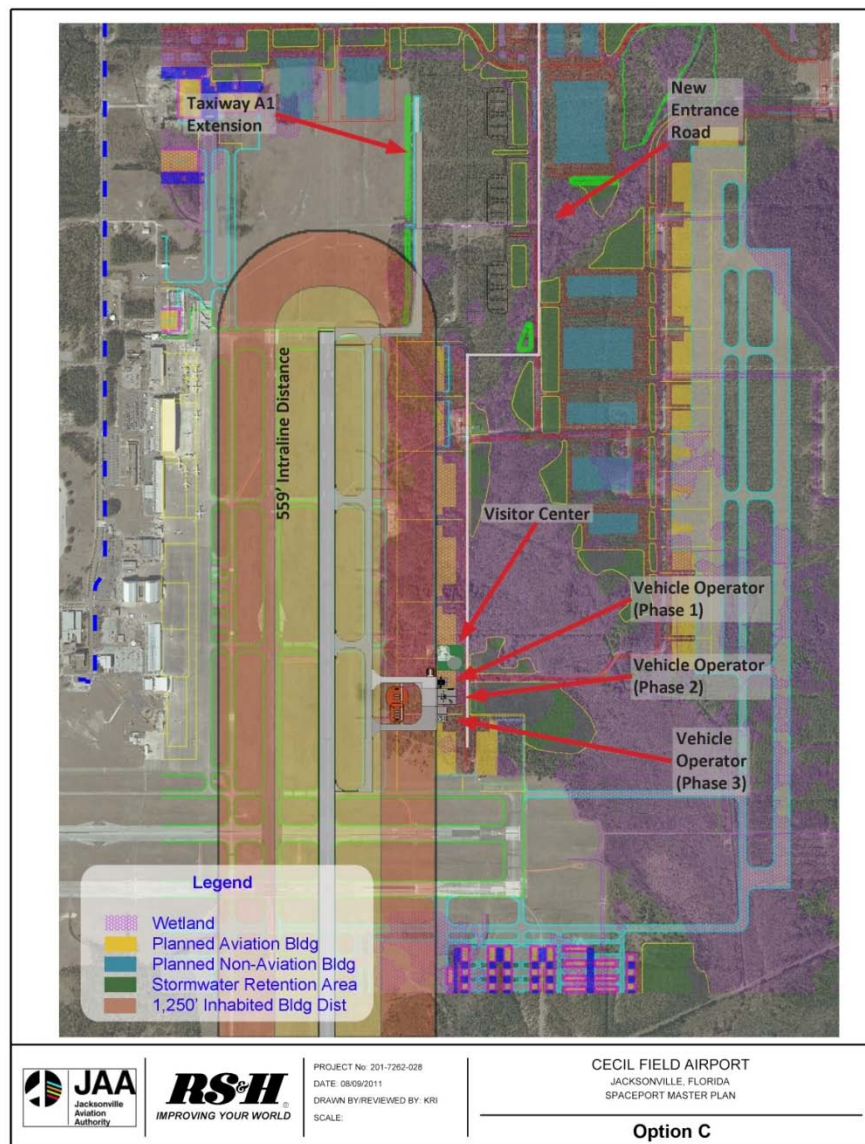 Taxiway A1
Extension
New
Entrance
Road
559' Intraline Distance
Visitor Center
Vehicle Operator
(Phase 1)
Vehicle Operator
(Phase 2)
Vehicle
Operator
(Phase 3)
Legend
Wetland
Planned Aviation Bldg
Planned Non-Aviation Bldg
Stormwater Retention Area
1,250' Inhabited Bldg Dist
JAA
Jacksonville
Aviation
Authority
RS&H®
IMPROVING YOUR WORLD
PROJECT No: 201-7262-028
DATE: 08/09/2011
DRAWN BY/REVIEWED BY: KRI
SCALE:
CECIL FIELD AIRPORT
JACKSONVILLE, FLORIDA
SPACEPORT MASTER PLAN
Option C